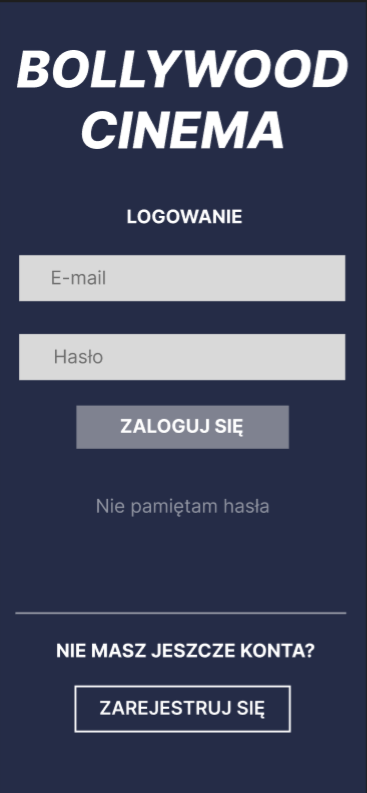 BOLLYWOOD
CINEMA
LOGOWANIE
E-mail
Hasło
ZALOGUJ SIĘ
Nie pamiętam hasła
NIE MASZ JESZCZE KONTA?
ZAREJESTRUJ SIĘ